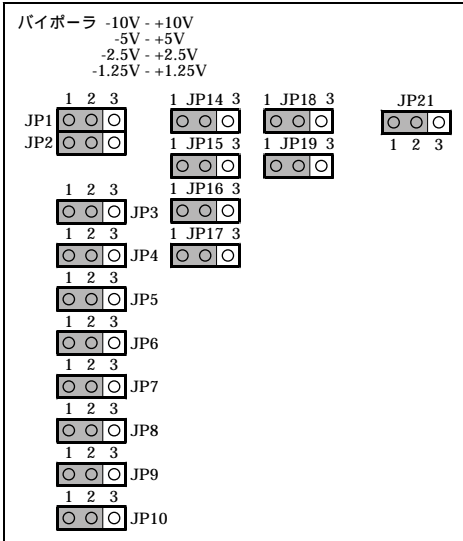 バイポーラ -10V - +10V
-5V - +5V
-2.5V - +2.5V
-1.25V - +1.25V
1 2 3
JP1
JP2
1 JP14 3
1 JP15 3
1 JP16 3
1 JP17 3
1 JP18 3
1 JP19 3
JP21
1 2 3
1 2 3
JP3
1 2 3
JP4
1 2 3
JP5
1 2 3
JP6
1 2 3
JP7
1 2 3
JP8
1 2 3
JP9
1 2 3
JP10